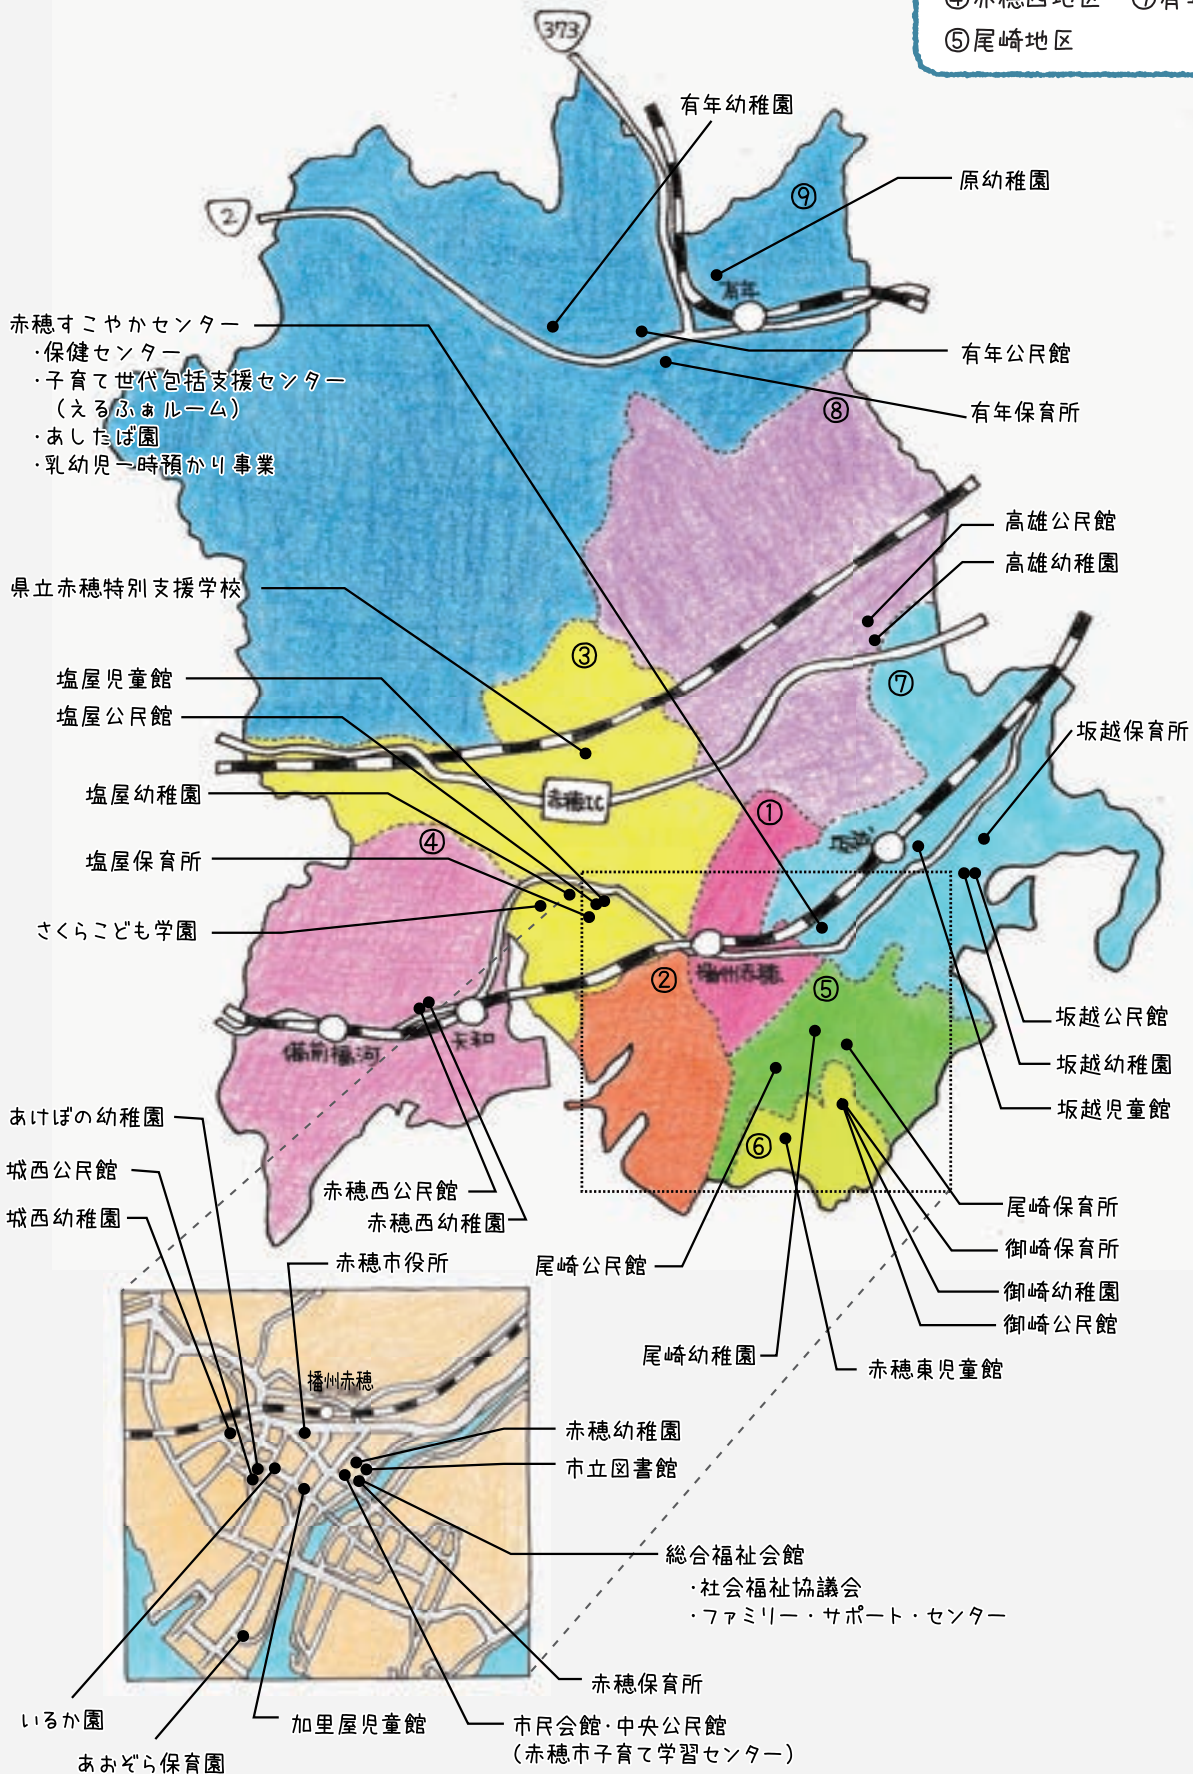 ④赤穂西地区
⑤尾崎地区
373
有年幼稚園
⑨
原幼稚園
2
有年
赤穂すこやかセンター
・保健センター
・子育て世代包括支援センター
(えるふぁルーム)
・あしたば園
・乳幼児一時預かり事業
有年公民館
有年保育所
⑧
高雄公民館
高雄幼稚園
県立赤穂特別支援学校
③
⑦
塩屋児童館
塩屋公民館
坂越保育所
塩屋幼稚園
赤穂IC
①
④
坂越
塩屋保育所
さくらこども学園
②
播州赤穂
⑤
坂越公民館
備前福河
天和
坂越幼稚園
坂越児童館
あけぼの幼稚園
⑥
城西公民館
赤穂西公民館
城西幼稚園
赤穂西幼稚園
尾崎保育所
赤穂市役所
尾崎公民館
御崎保育所
御崎幼稚園
御崎公民館
尾崎幼稚園
赤穂東児童館
播州赤穂
赤穂幼稚園
市立図書館
総合福祉会館
・社会福祉協議会
・ファミリー・サポート・センター
赤穂保育所
いるか園
加里屋児童館
市民会館・中央公民館
(赤穂市子育て学習センター)
あおぞら保育園